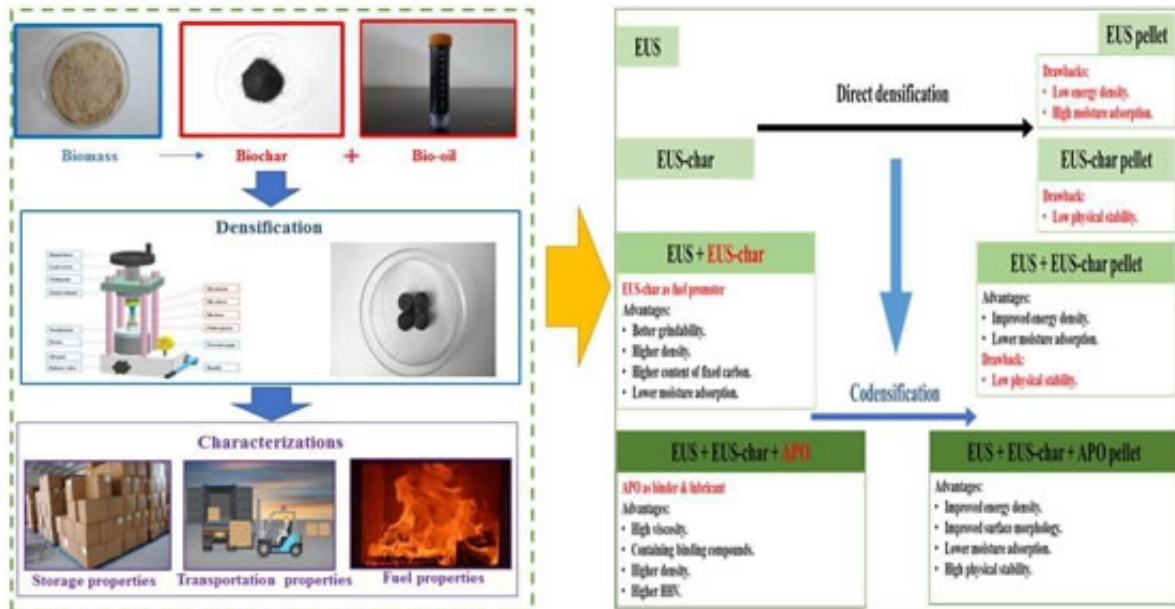 Biomass
Biochar
+
Bio-oil
Densification
Characterizations
Storage properties
Transportation properties
Fuel properties
EUS
EUS pellet
Drawbacks:
• Low energy density.
• High moisture adsorption.
Direct densification
EUS-char
EUS-char pellet
Drawback:
• Low physical stability.
EUS + EUS-char
EUS-char as fuel promoter
Advantages:
• Better grindability.
• Higher density.
• Higher content of fixed carbon.
• Lower moisture adsorption.
EUS + EUS-char pellet
Advantages:
• Improved energy density.
• Lower moisture adsorption.
Drawback:
• Low physical stability.
Codensification
EUS + EUS-char + APO
APO as binder & lubricant
Advantages:
• High viscosity.
• Containing binding compounds.
• Higher density.
• Higher HHV.
EUS + EUS-char + APO pellet
Advantages:
• Improved energy density.
• Improved surface morphology.
• Lower moisture adsorption.
• High physical stability.